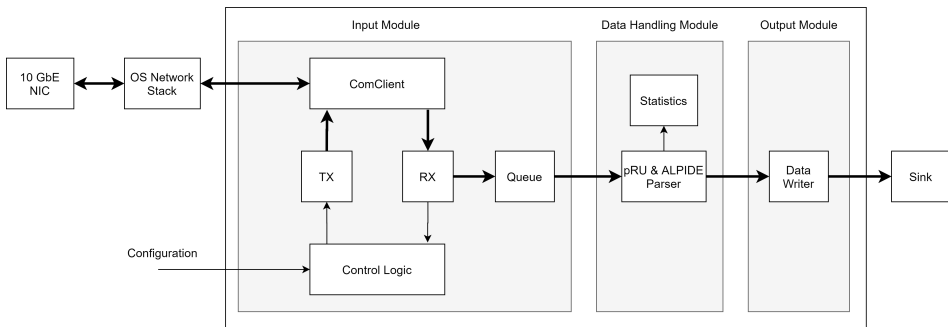 Input Module
Data Handling Module
Output Module
10 GbE
NIC
OS Network
Stack
ComClient
Statistics
TX
RX
Queue
pRU & ALPIDE
Parser
Data
Writer
Sink
Configuration
Control Logic